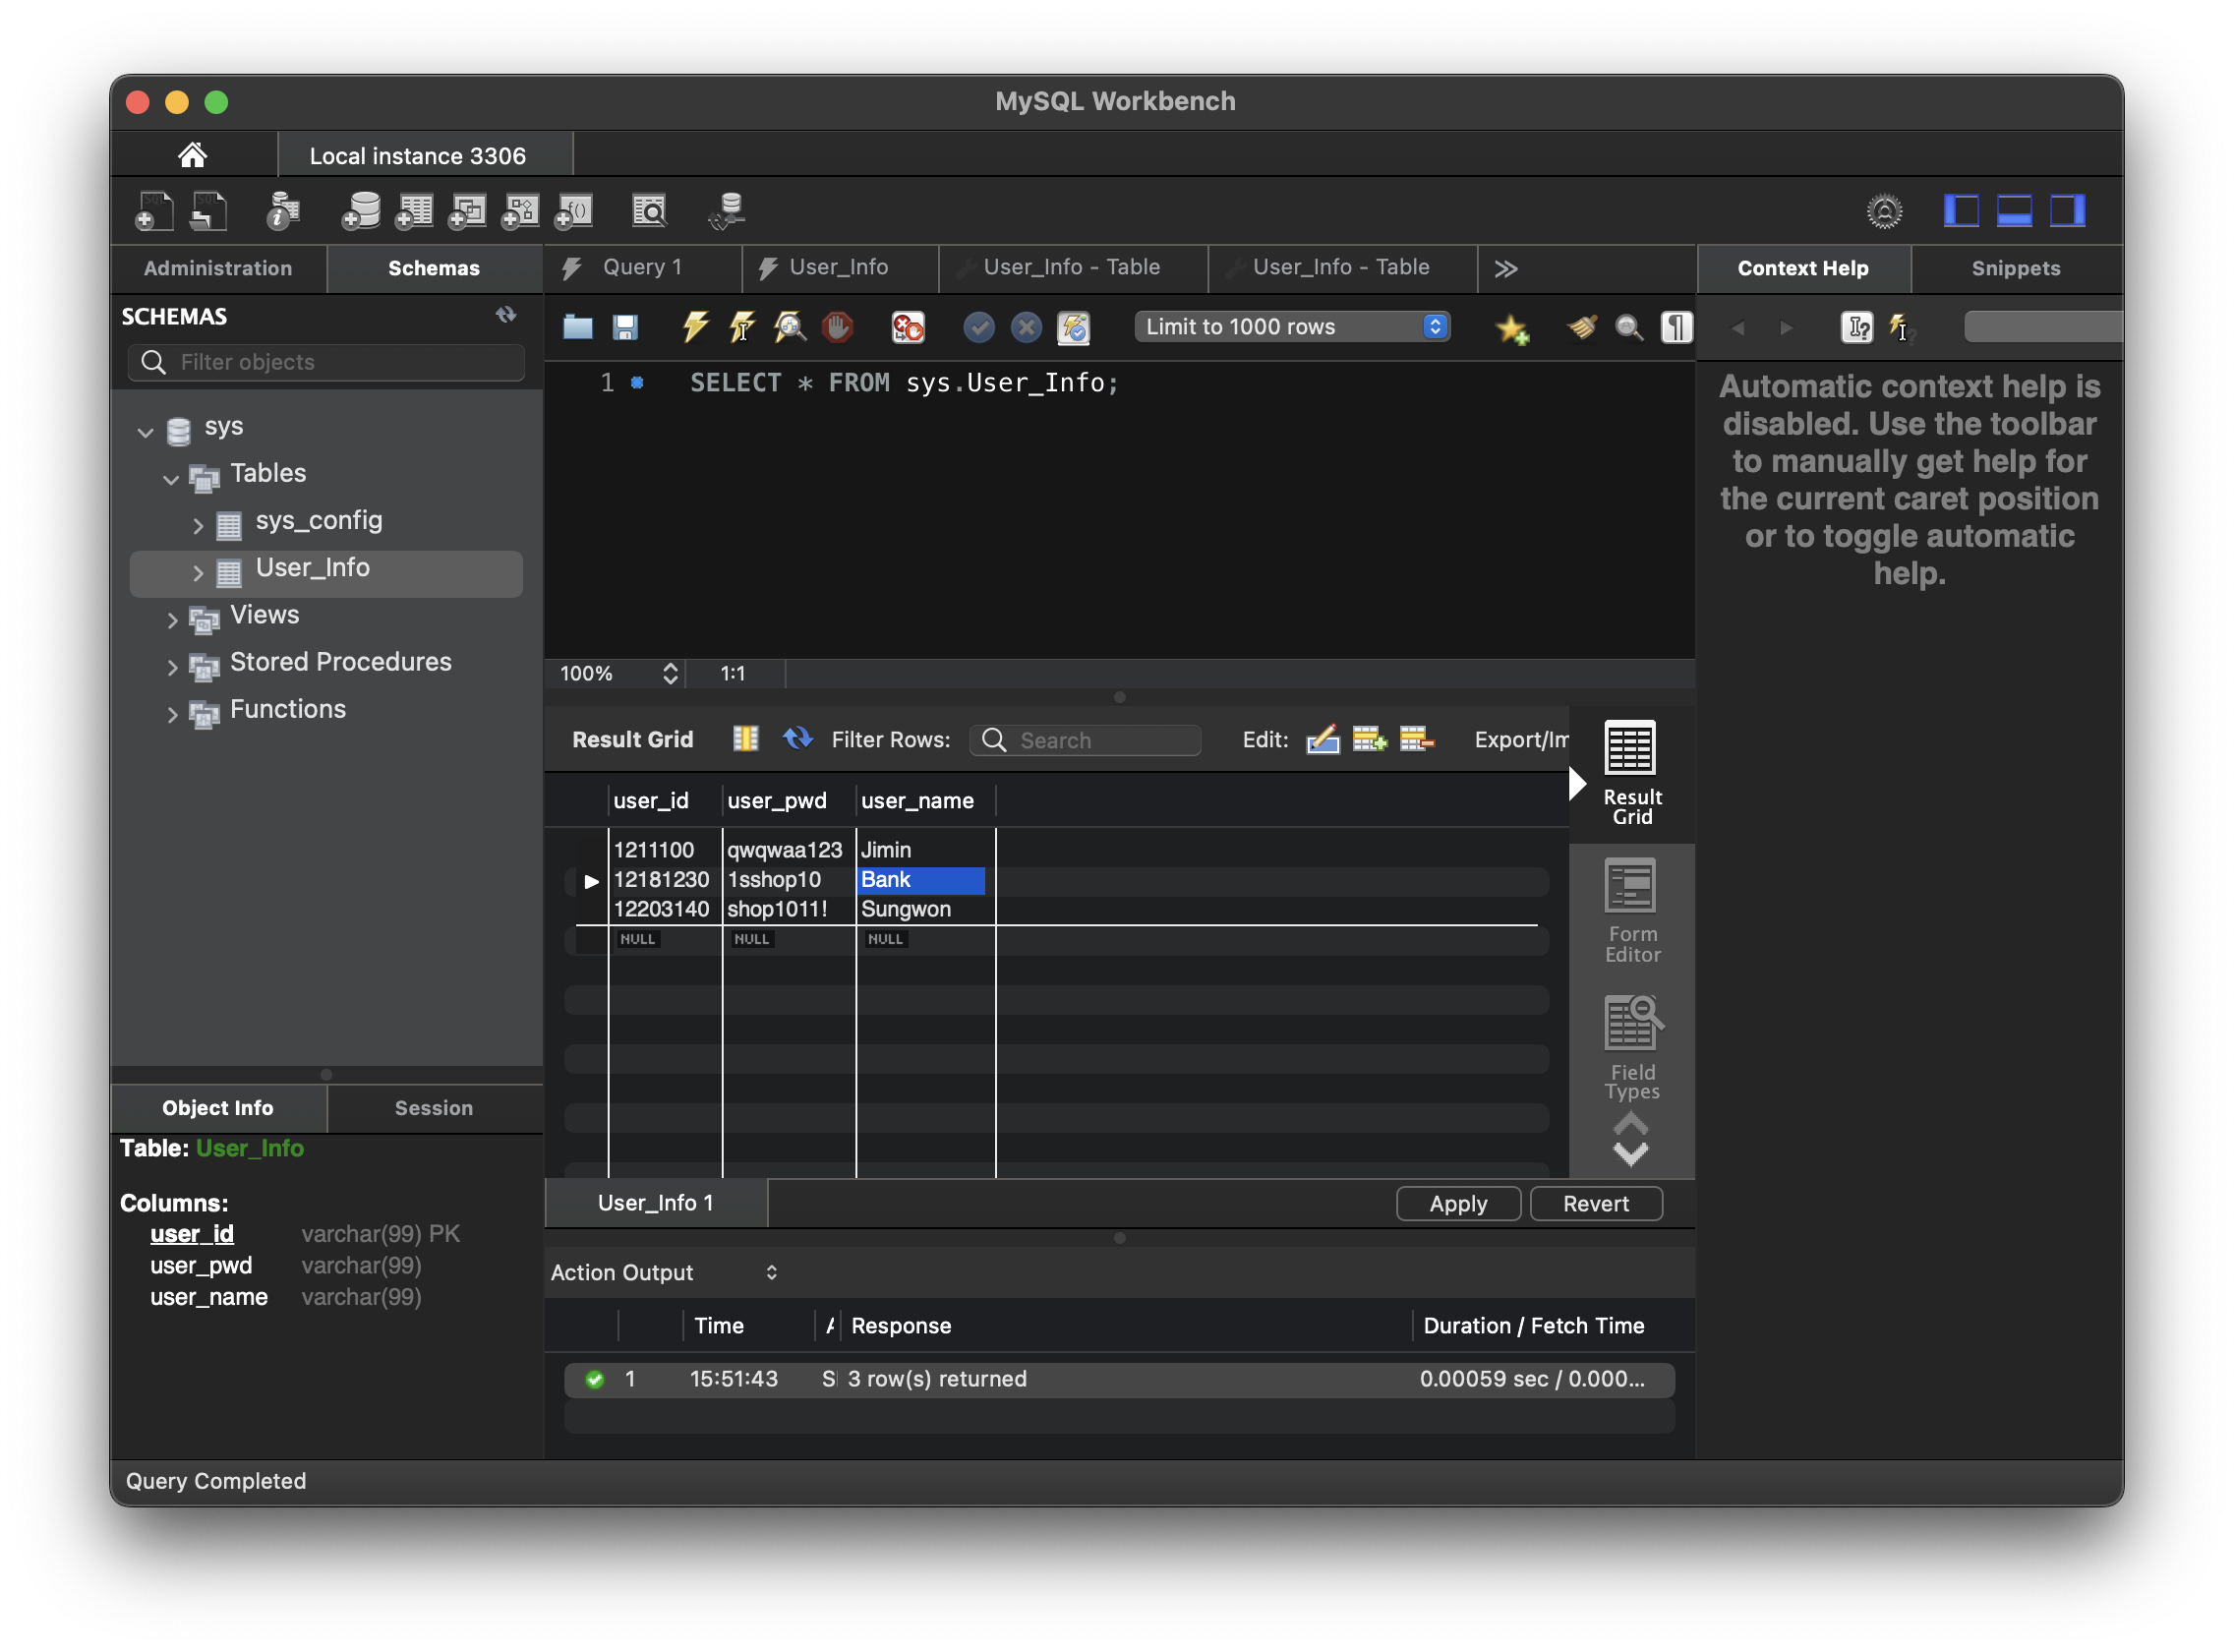 MySQL Workbench
Local instance 3306
Administration
Schemas
SCHEMAS
Filter objects
sys
Tables
sys_config
User_Info
Views
Stored Procedures
Functions
Object Info
Session
Table: User_Info
Columns:
user_id varchar(99) PK
user_pwd varchar(99)
user_name varchar(99)
Query 1
User_Info
User_Info - Table
User_Info - Table
Limit to 1000 rows
1 SELECT * FROM sys.User_Info;
100% 1:1
Result Grid
Filter Rows:
Search
Edit:
Export/Im
user_id user_pwd user_name
1211100 qwqwaa123 Jimin
12181230 1sshop10 Bank
12203140 shop1011! Sungwon
NULL NULL NULL
Result
Grid
Form
Editor
Field
Types
User_Info 1
Apply
Revert
Action Output
Time Response Duration / Fetch Time
1 15:51:43 S 3 row(s) returned 0.00059 sec / 0.000...
Context Help
Snippets
Automatic context help is
disabled. Use the toolbar
to manually get help for
the current caret position
or to toggle automatic
help.
Query Completed